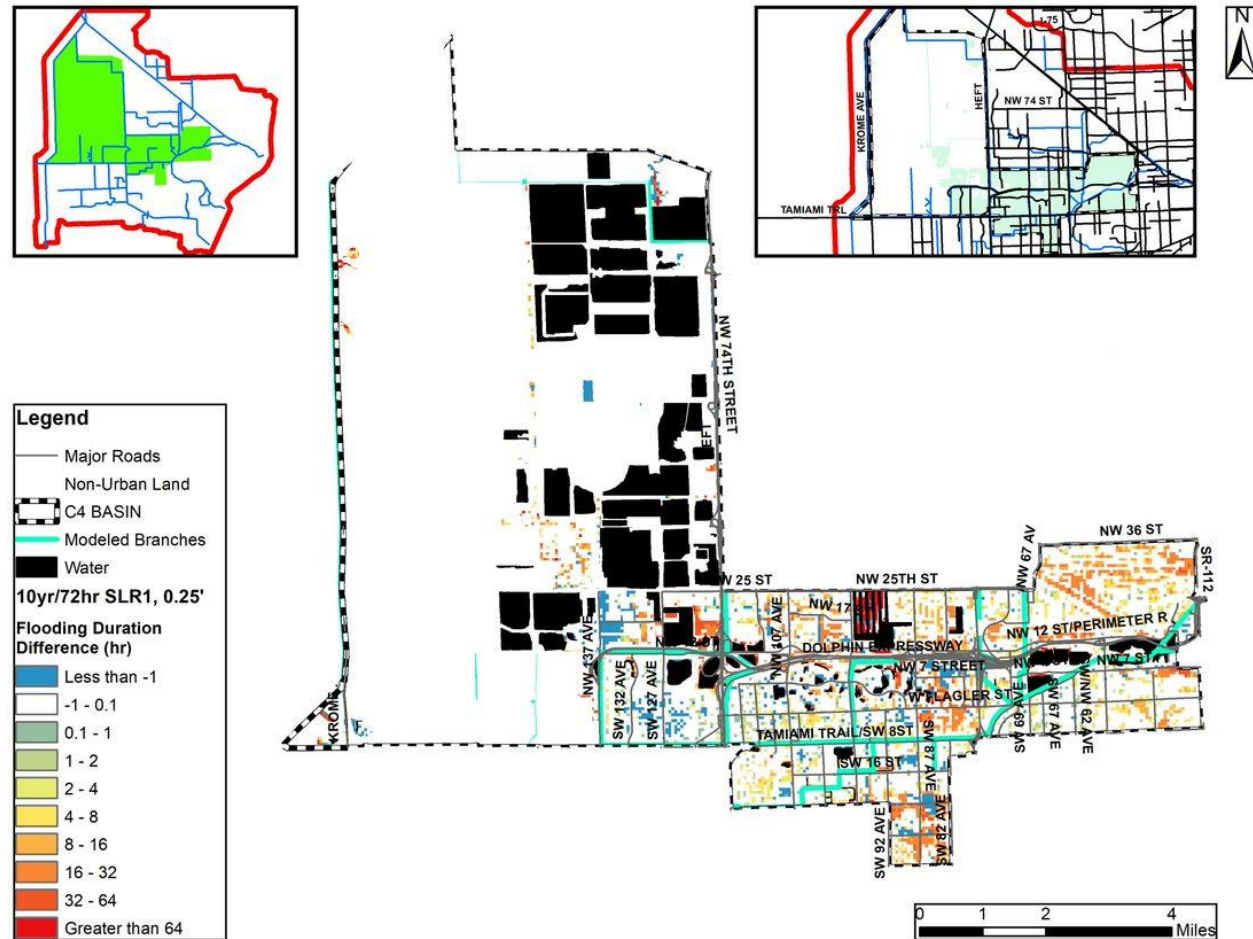 N
I-75
KROME AVE
HEFT
NW 74 ST
TAMIAMI TRL
NW 74TH STREET
Legend
Major Roads
Non-Urban Land
C4 BASIN
Modeled Branches
Water
10yr/72hr SLR1, 0.25'
Flooding Duration
Difference (hr)
Less than -1
-1 - 0.1
0.1 - 1
1 - 2
2 - 4
4 - 8
8 - 16
16 - 32
32 - 64
Greater than 64
KROME
NW 36 ST
NW 67 AV
SR-112
25 ST
NW 25TH ST
NW 17
NW 107 AVE
NW 137 AVE
NW 12 ST/PERIMETER R
DOLPHIN EXPRESSWAY
NW 7 STREET
NW 7 ST
FLAGLER ST
SW 132 AVE
SW 127 AVE
SW 69 AVE
SW 67 AVE
SW/NW 62 AVE
TAMIAMI TRAIL/SW 8ST
SW 16 ST
SW 87 AVE
SW 92 AVE
SW 82 AVE
0 1 2 4
Miles